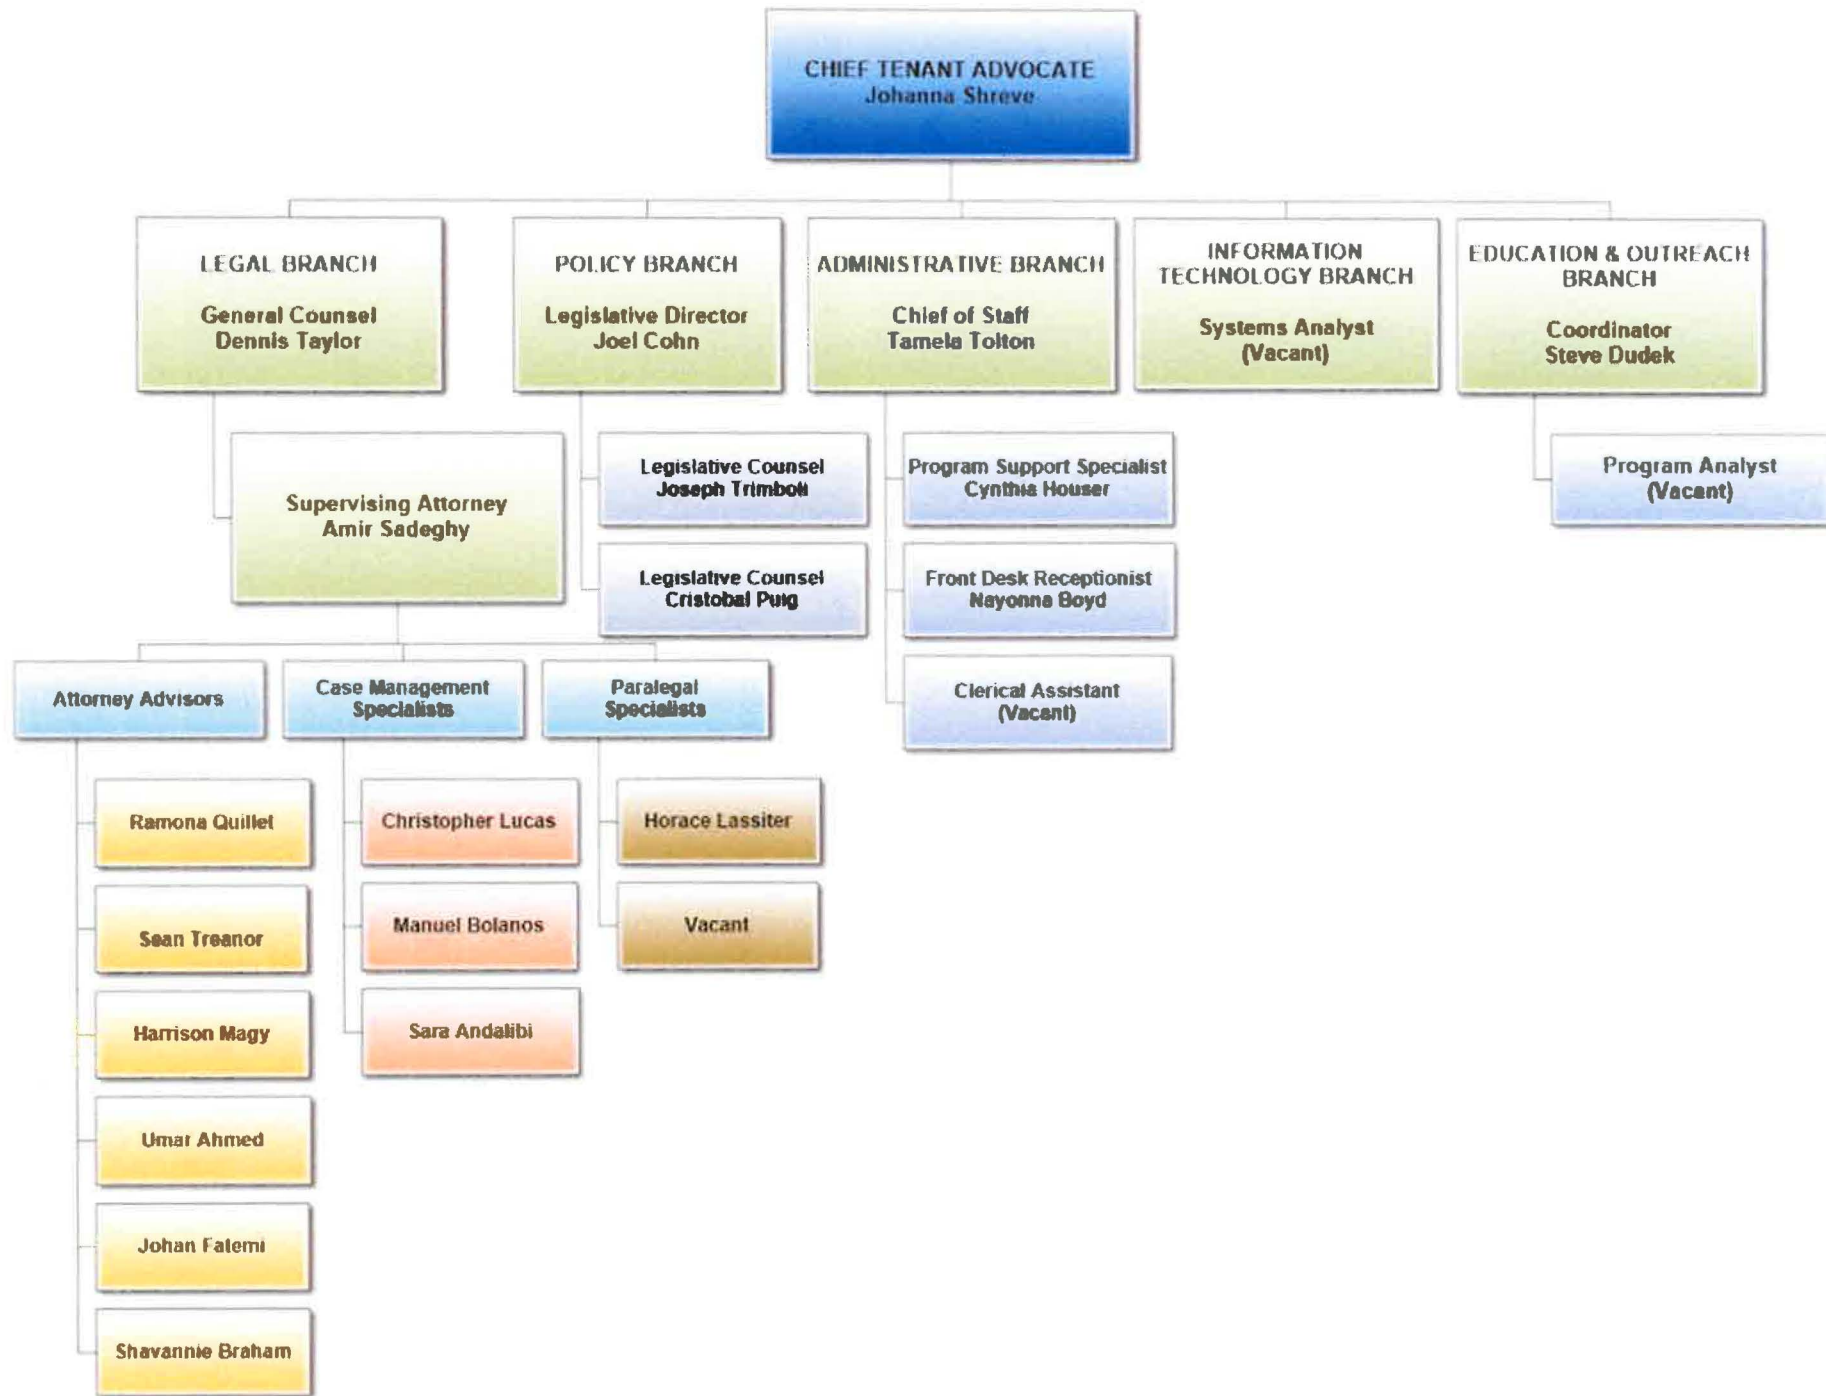 CHIEF TENANT ADVOCATE
Johanna Shreve
LEGAL BRANCH
General Counsel
Dennis Taylor
POLICY BRANCH
Legislative Director
Joel Cohn
ADMINISTRATIVE BRANCH
Chief of Staff
Tamela Tolton
INFORMATION
TECHNOLOGY BRANCH
Systems Analyst
(Vacant)
EDUCATION & OUTREACH
BRANCH
Coordinator
Steve Dudek
Supervising Attorney
Amir Sadeghy
Legislative Counsel
Joseph Trimboli
Legislative Counsel
Cristobal Puig
Program Support Specialist
Cynthia Houser
Front Desk Receptionist
Nayonna Boyd
Clerical Assistant
(Vacant)
Program Analyst
(Vacant)
Attorney Advisors
Case Management
Specialists
Paralegal
Specialists
Ramona Quillet
Sean Treanor
Harrison Magy
Umar Ahmed
Johan Fatemi
Shavannie Braham
Christopher Lucas
Manuel Bolanos
Sara Andalibi
Horace Lassiter
Vacant